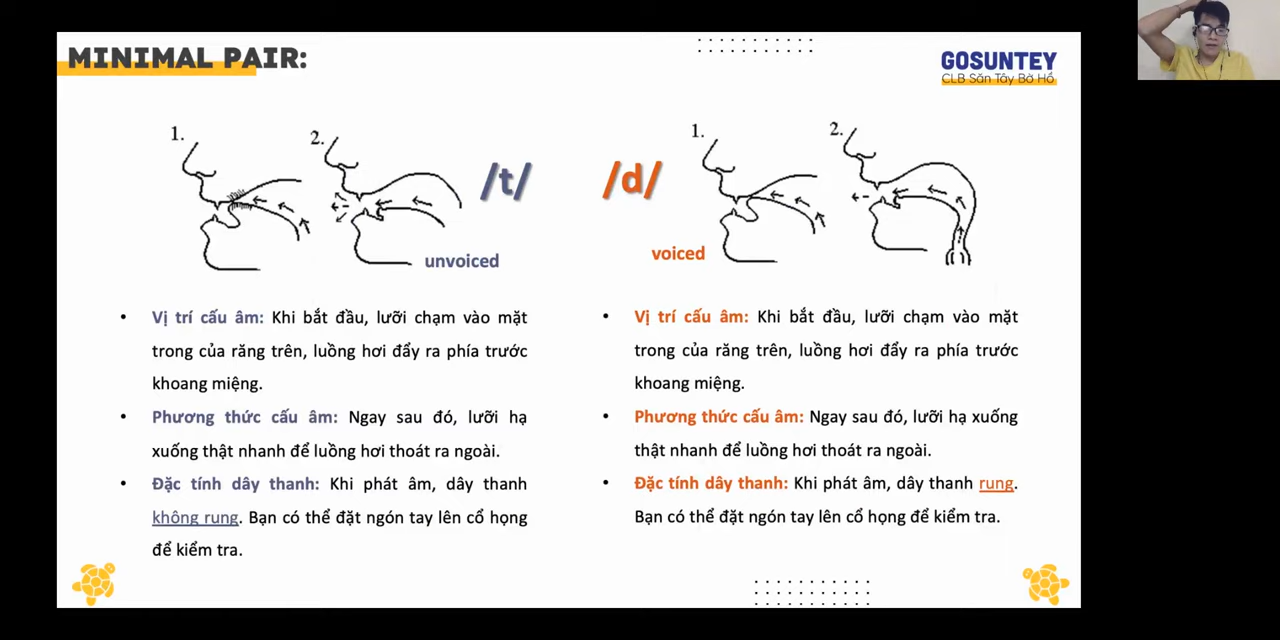 MINIMAL PAIR:
GOSUNTEY
CLB Săn Tây Bờ Hồ
1.
2.
/t/
unvoiced
/d/
1.
2.
voiced
• Vị trí cấu âm: Khi bắt đầu, lưỡi chạm vào mặt
trong của răng trên, luồng hơi đẩy ra phía trước
khoang miệng.
• Phương thức cấu âm: Ngay sau đó, lưỡi hạ
xuống thật nhanh để luồng hơi thoát ra ngoài.
• Đặc tính dây thanh: Khi phát âm, dây thanh
không rung. Bạn có thể đặt ngón tay lên cổ họng
để kiểm tra.
• Vị trí cấu âm: Khi bắt đầu, lưỡi chạm vào mặt
trong của răng trên, luồng hơi đẩy ra phía trước
khoang miệng.
• Phương thức cấu âm: Ngay sau đó, lưỡi hạ xuống
thật nhanh để luồng hơi thoát ra ngoài.
• Đặc tính dây thanh: Khi phát âm, dây thanh rung.
Bạn có thể đặt ngón tay lên cổ họng để kiểm tra.